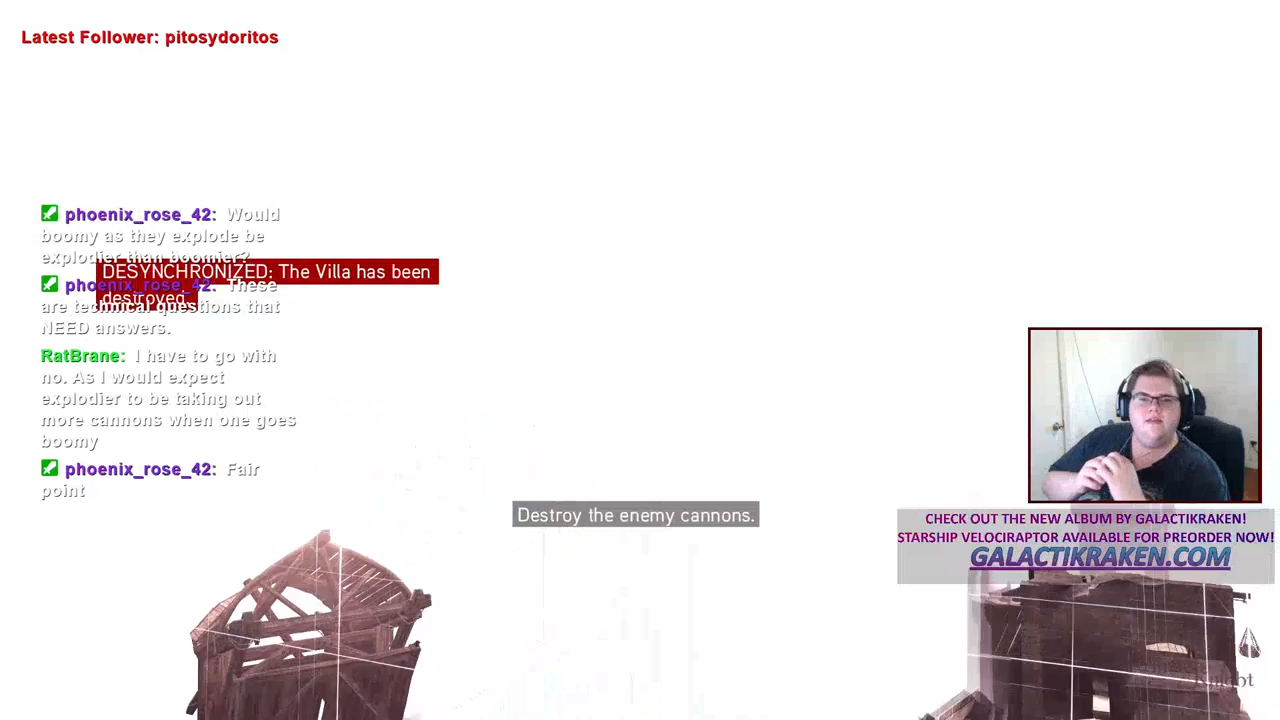 Latest Follower: pitosydoritos
phoenix_rose_42: Would
boomy as they explode be
explodier than boomier?
DESYNCHRONIZED: The Villa has been
destroyed.
phoenix_rose_42: These
are technical questions that
NEED answers.
RatBrane: I have to go with
no. As I would expect
explodier to be taking out
more cannons when one goes
boomy
phoenix_rose_42: Fair
point
Destroy the enemy cannons.
CHECK OUT THE NEW ALBUM BY GALACTIKRAKEN!
STARSHIP VELOCIRAPTOR AVAILABLE FOR PREORDER NOW!
GALACTIKRAKEN.COM